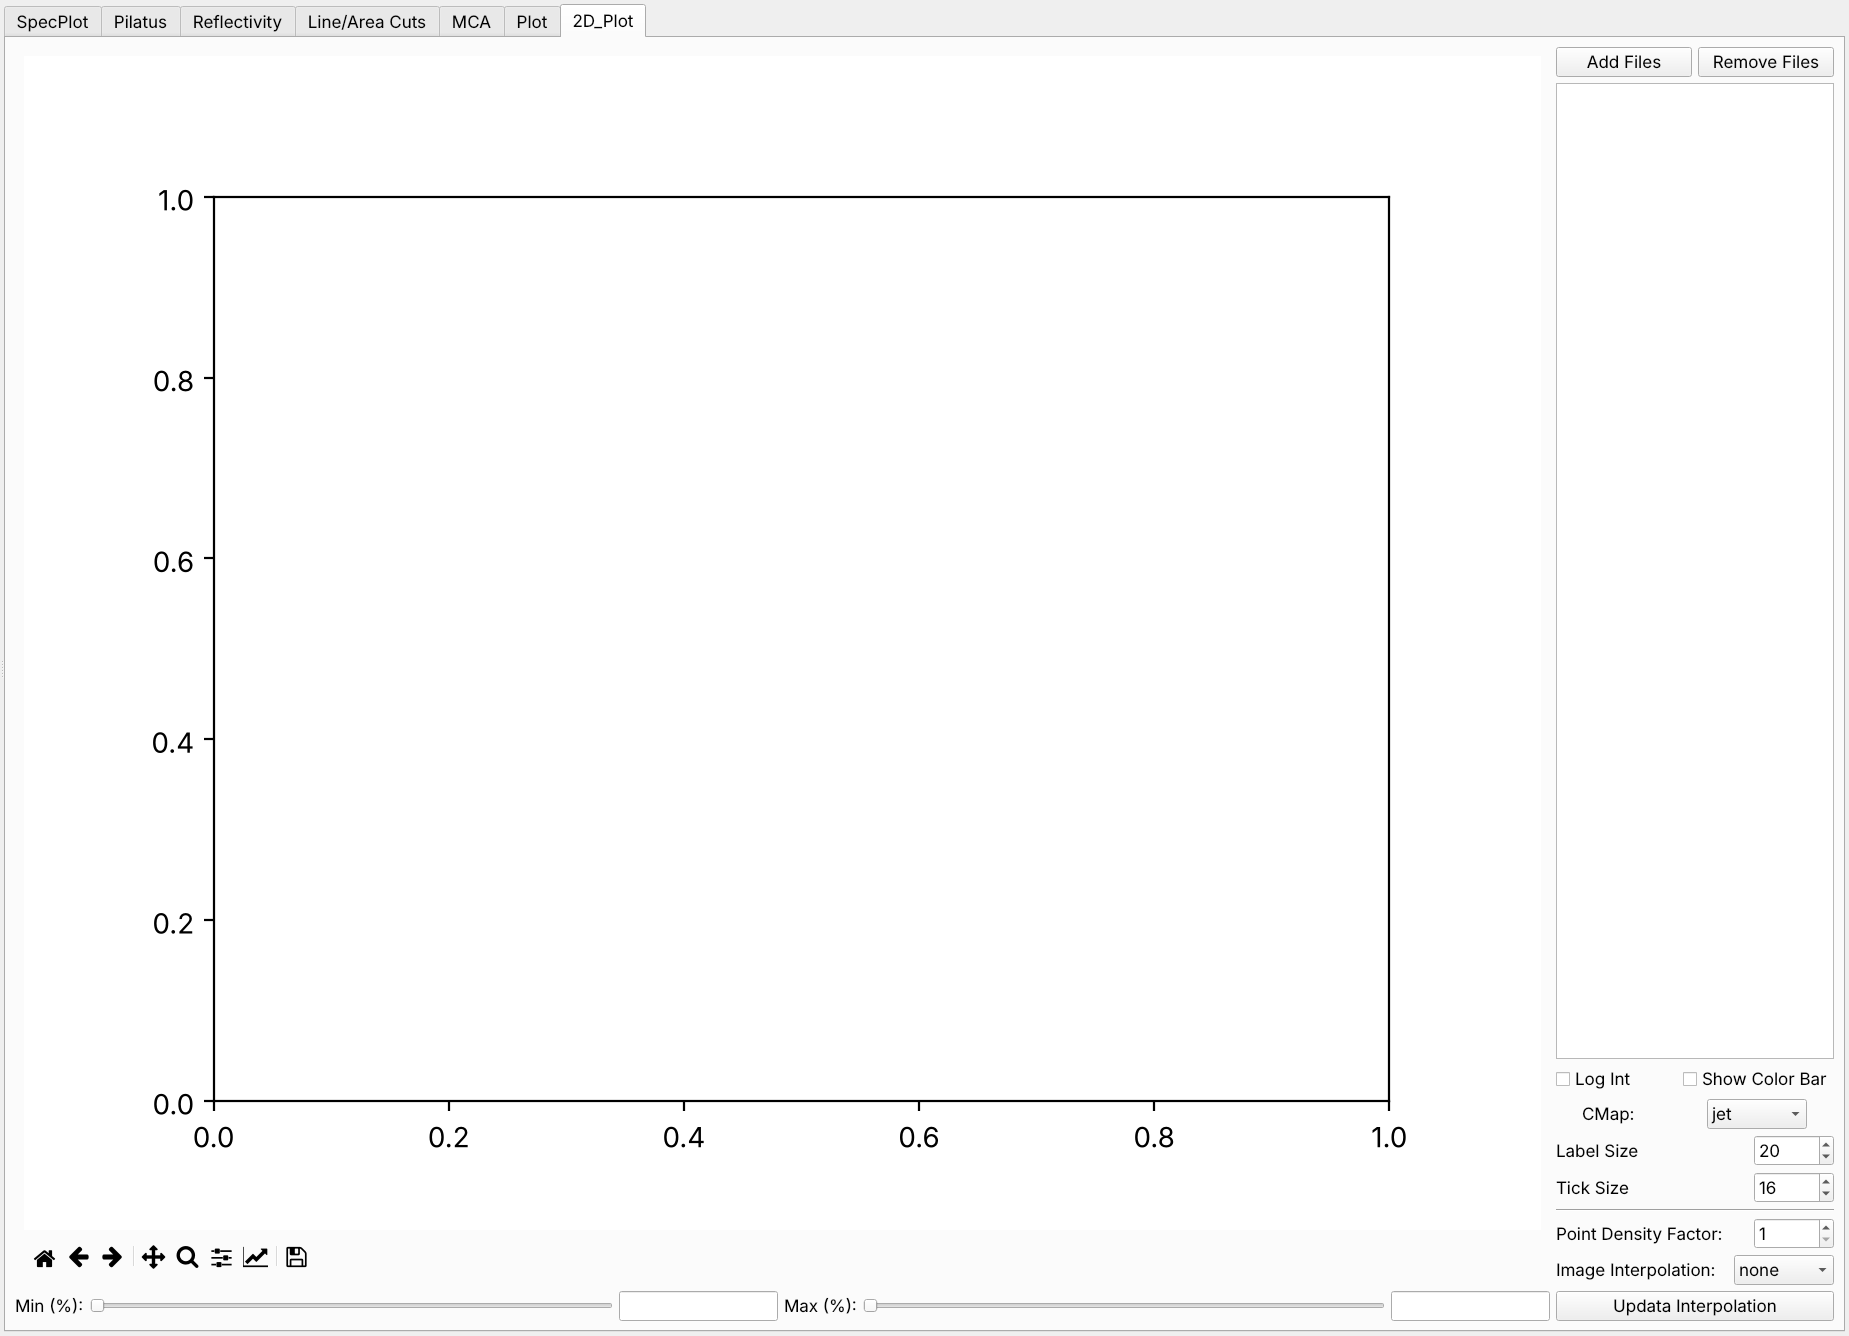 SpecPlot Pilatus Reflectivity Line/Area Cuts MCA Plot 2D_Plot
Add Files Remove Files
1.0
0.8
0.6
0.4
0.2
0.0
0.0 0.2 0.4 0.6 0.8 1.0
Log Int Show Color Bar
CMap: jet
Label Size 20
Tick Size 16
Point Density Factor: 1
Image Interpolation: none
Min (%): Max (%): Updata Interpolation